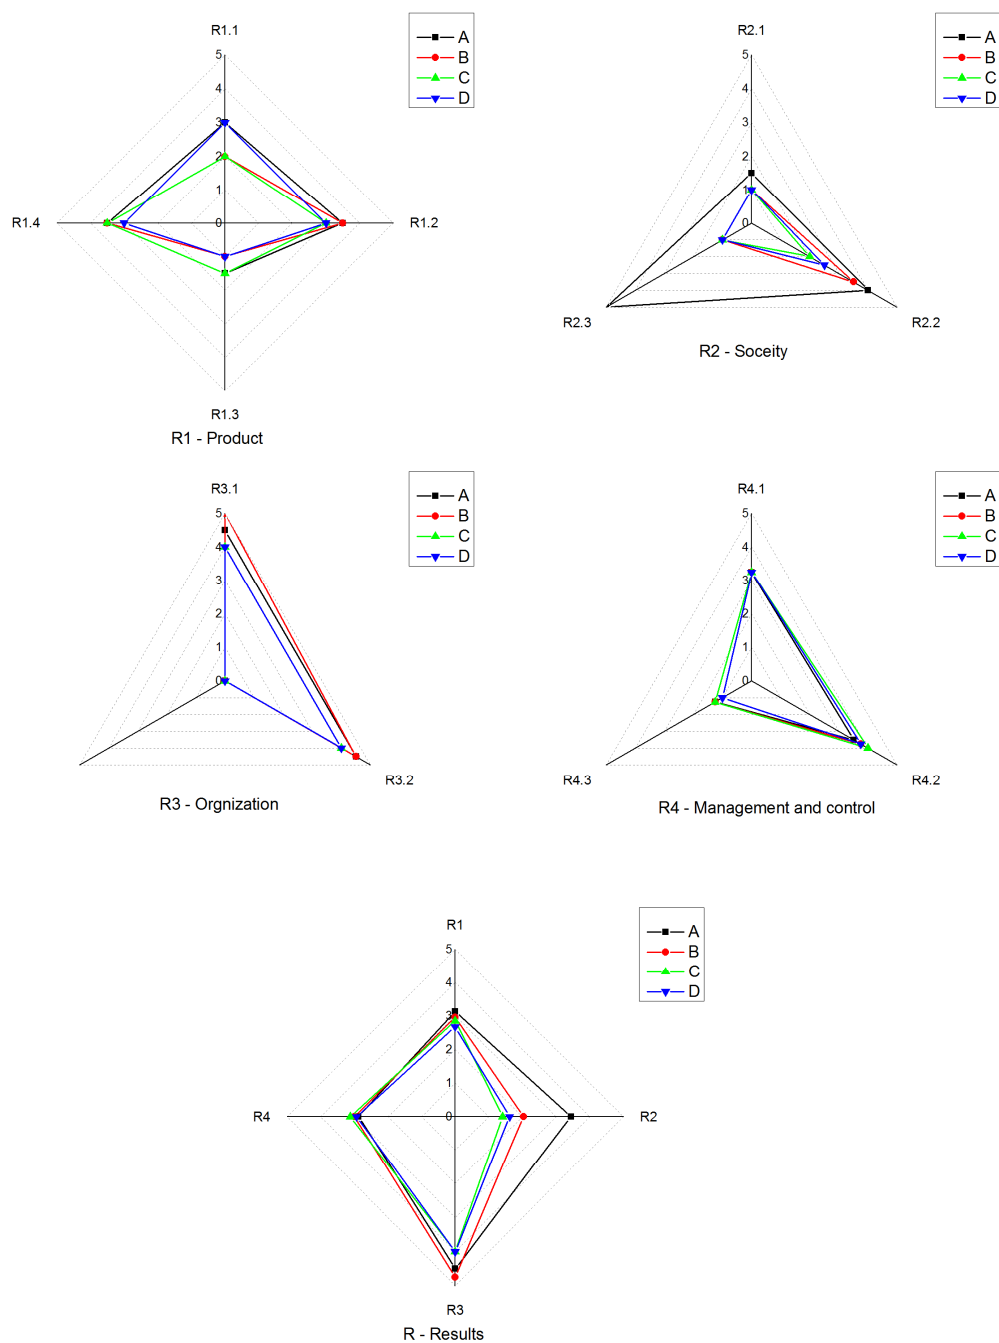 R1.1
5
4
3
2
1
0
R1.4
R1.2
R1.3
R1 - Product
A
B
C
D
R2.1
5
4
3
2
1
0
R2.3
R2.2
R2 - Soceity
A
B
C
D
R3.1
5
4
3
2
1
0
R3.2
R3 - Orgnization
A
B
C
D
R4.1
5
4
3
2
1
0
R4.3
R4.2
R4 - Management and control
A
B
C
D
R1
5
4
3
2
1
0
R4
R2
R3
R - Results
A
B
C
D